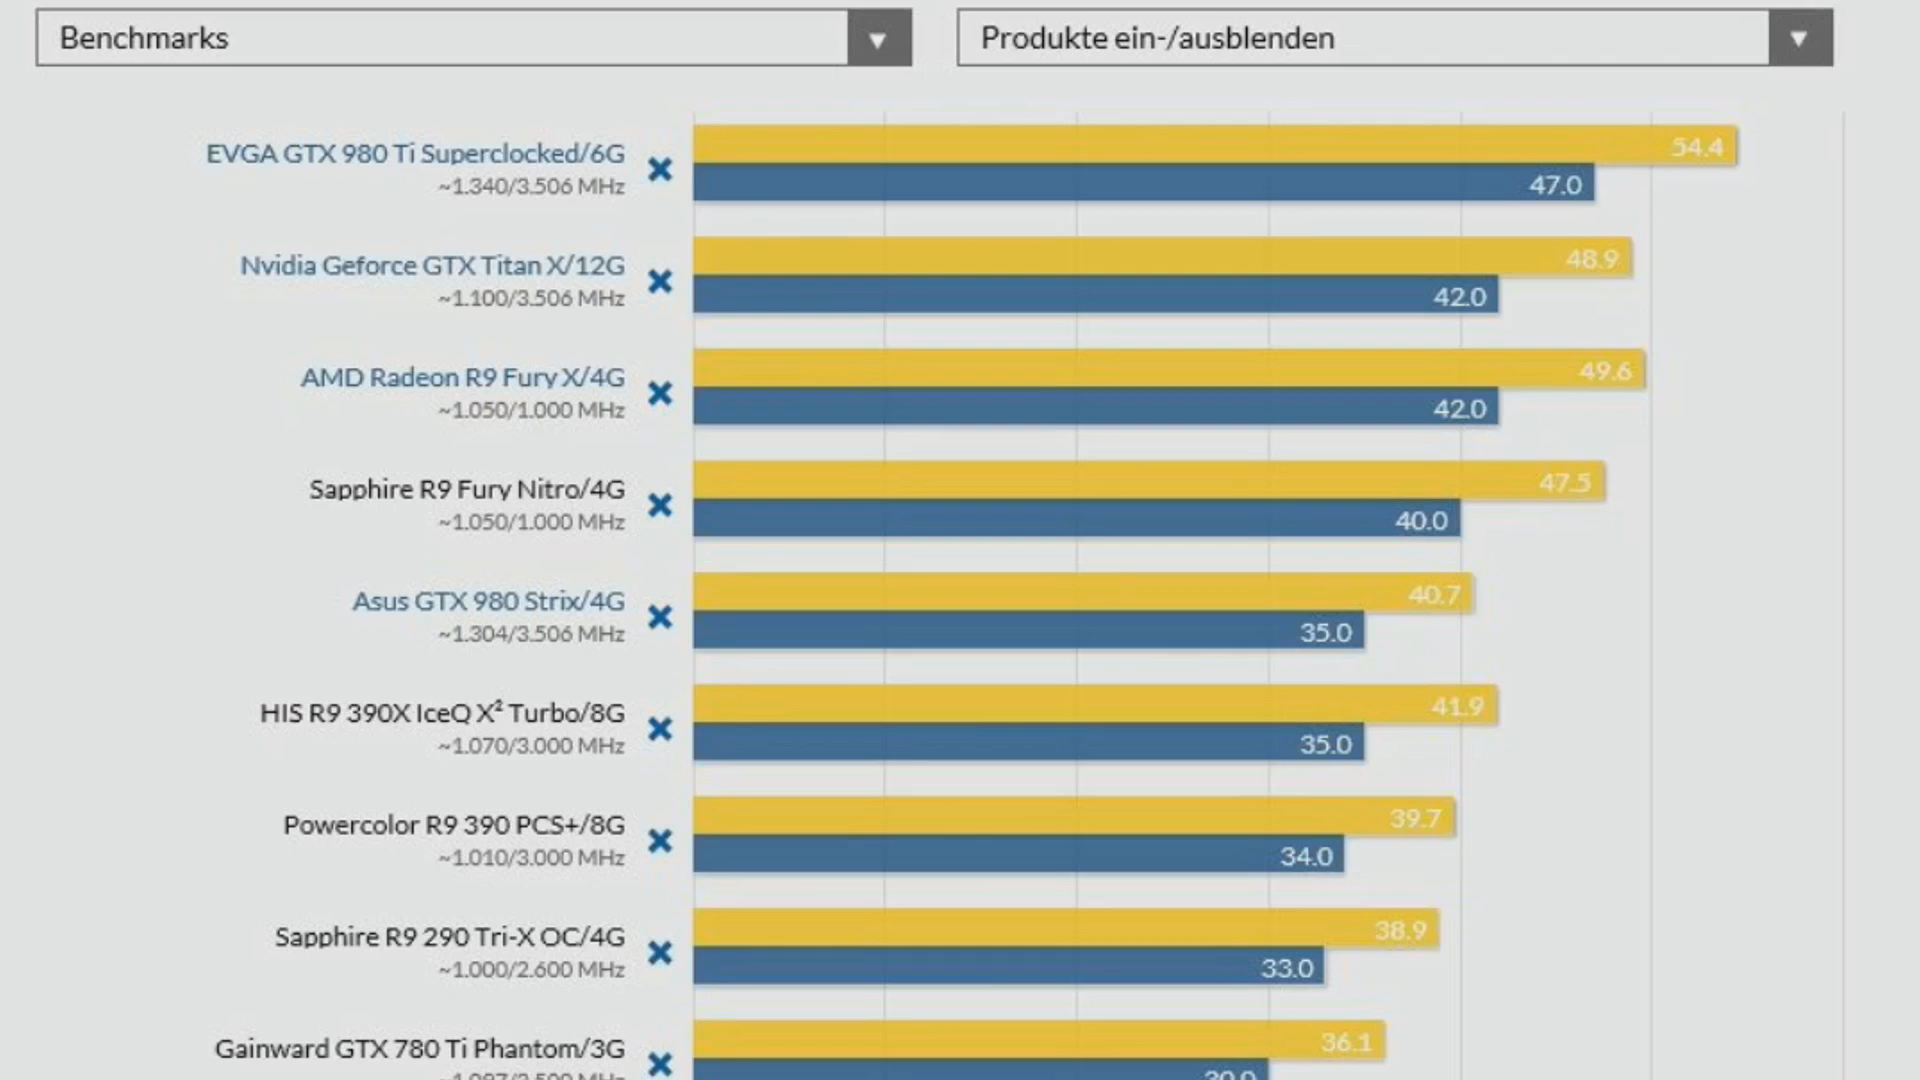 Benchmarks
Produkte ein-/ausblenden
EVGA GTX 980 Ti Superclocked/6G
~1.340/3.506 MHz
54.4
47.0
Nvidia Geforce GTX Titan X/12G
~1.100/3.506 MHz
48.9
42.0
AMD Radeon R9 Fury X/4G
~1.050/1.000 MHz
49.6
42.0
Sapphire R9 Fury Nitro/4G
~1.050/1.000 MHz
47.5
40.0
Asus GTX 980 Strix/4G
~1.304/3.506 MHz
40.7
35.0
HIS R9 390X IceQ X² Turbo/8G
~1.070/3.000 MHz
41.9
35.0
Powercolor R9 390 PCS+/8G
~1.010/3.000 MHz
39.7
34.0
Sapphire R9 290 Tri-X OC/4G
~1.000/2.600 MHz
38.9
33.0
Gainward GTX 780 Ti Phantom/3G
36.1